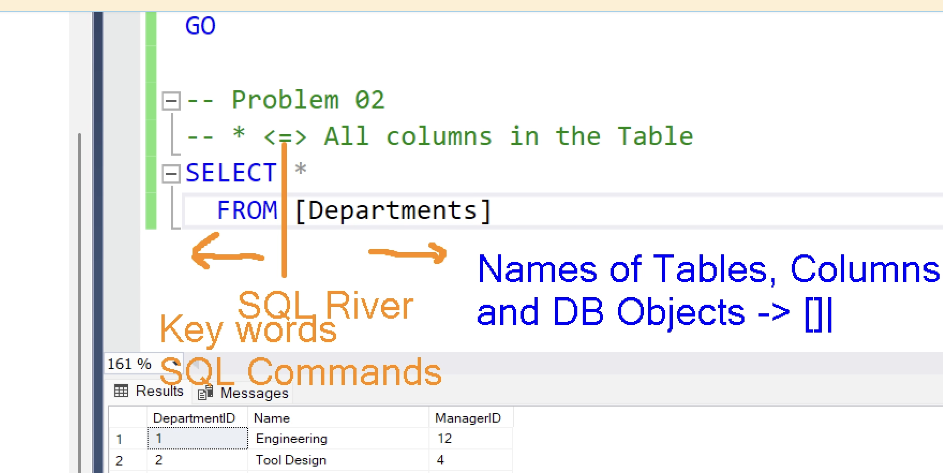 GO
-- Problem 02
-- * <=> All columns in the Table
SELECT *
FROM [Departments]
Names of Tables, Columns
and DB Objects -> []
SQL River
Key words
SQL Commands
161 %
Results Messages
DepartmentID Name ManagerID
1 1 Engineering 12
2 2 Tool Design 4